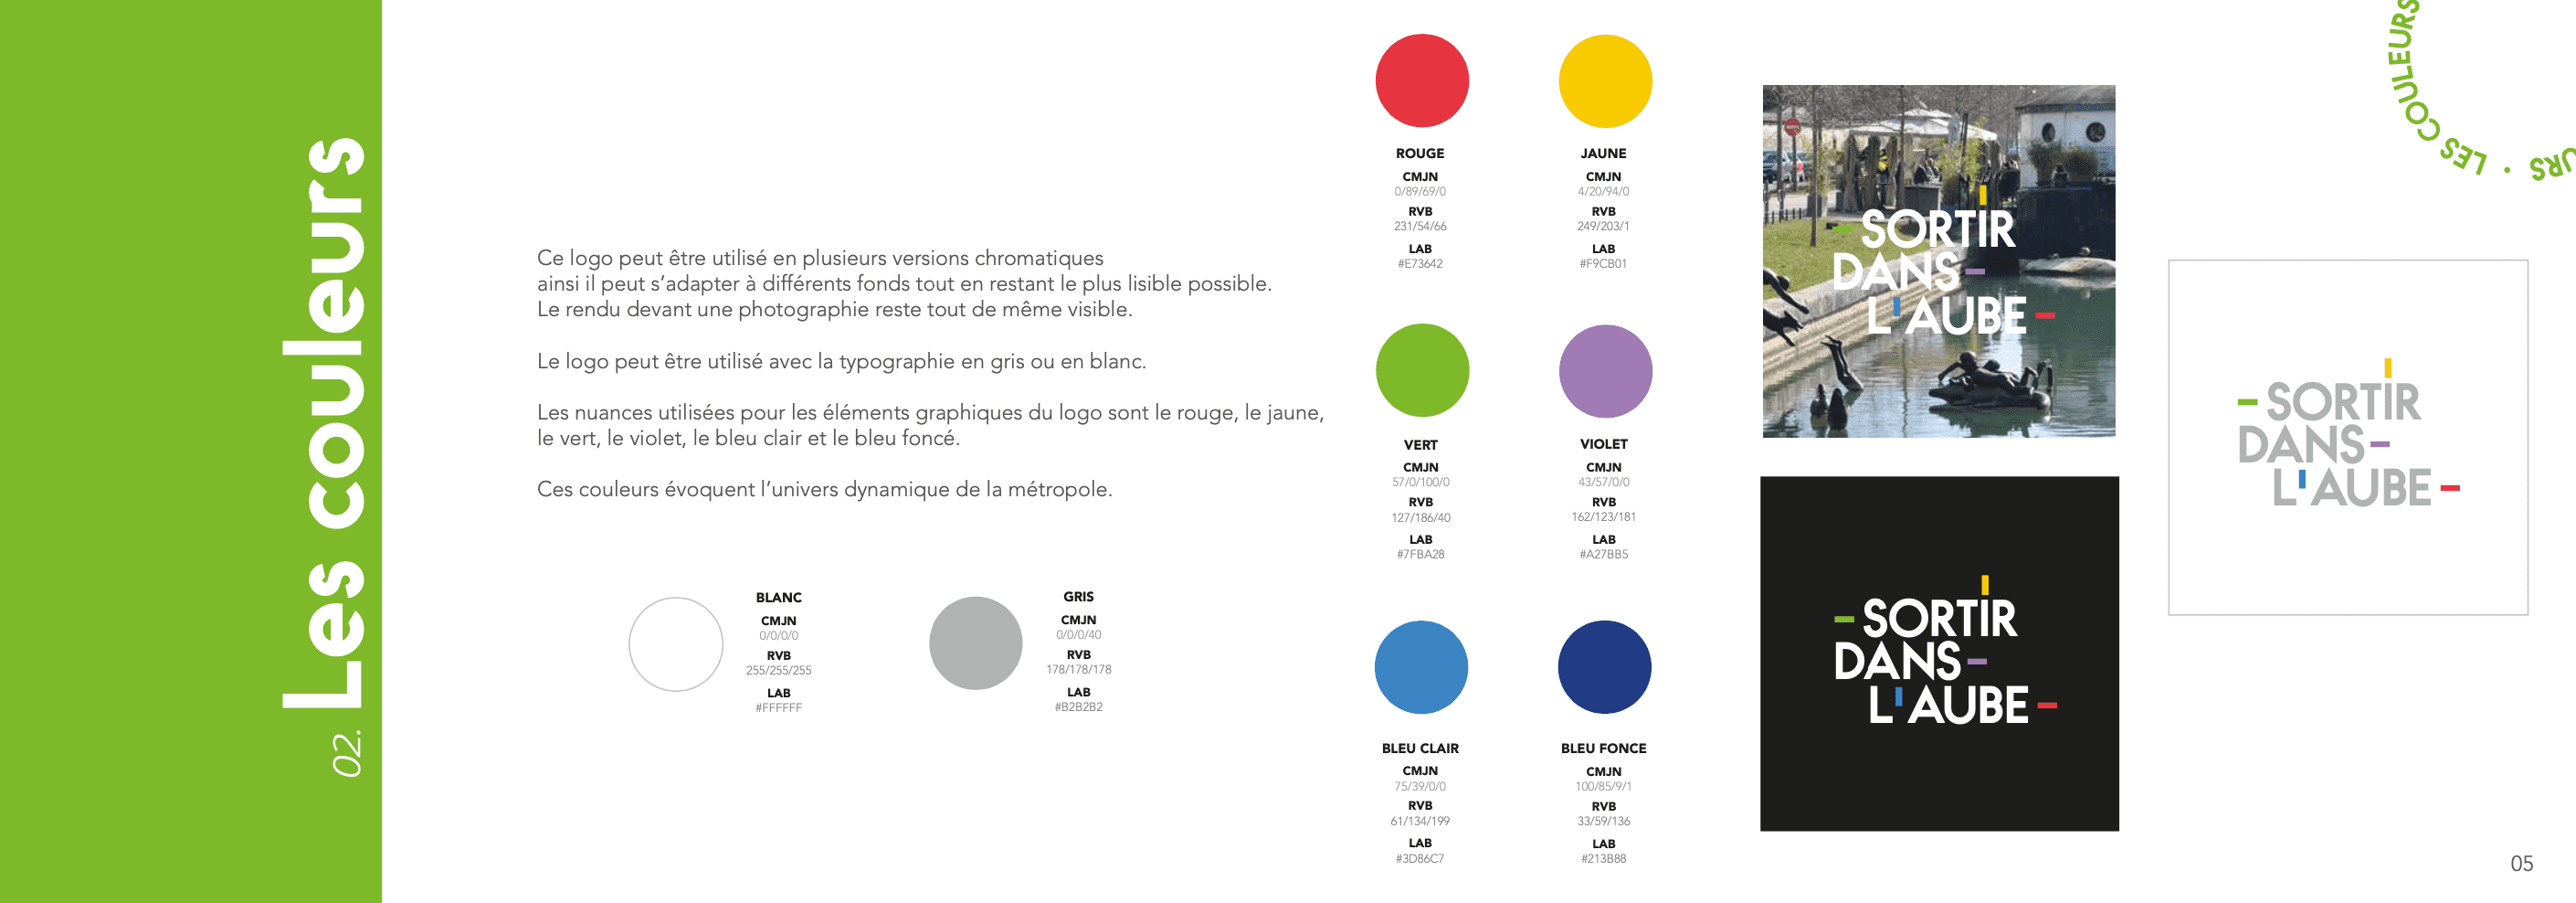 02. Les couleurs
Ce logo peut être utilisé en plusieurs versions chromatiques
ainsi il peut s’adapter à différents fonds tout en restant le plus lisible possible.
Le rendu devant une photographie reste tout de même visible.
Le logo peut être utilisé avec la typographie en gris ou en blanc.
Les nuances utilisées pour les éléments graphiques du logo sont le rouge, le jaune,
le vert, le violet, le bleu clair et le bleu foncé.
Ces couleurs évoquent l’univers dynamique de la métropole.
BLANC
CMJN
0/0/0/0
RVB
255/255/255
LAB
#FFFFFF
GRIS
CMJN
0/0/0/40
RVB
178/178/178
LAB
#B2B2B2
ROUGE
CMJN
0/89/69/0
RVB
231/54/66
LAB
#E73642
JAUNE
CMJN
4/20/94/0
RVB
249/203/1
LAB
#F9CB01
VERT
CMJN
57/0/100/0
RVB
127/186/40
LAB
#7FBA28
VIOLET
CMJN
43/57/0/0
RVB
162/123/181
LAB
#A27BB5
BLEU CLAIR
CMJN
75/39/0/0
RVB
61/134/199
LAB
#3D86C7
BLEU FONCE
CMJN
100/85/9/1
RVB
33/59/136
LAB
#213B88
SORTIR
DANS
L'AUBE
SORTIR
DANS
L'AUBE
SORTIR
DANS
L'AUBE
COULEURS
LES • URS
05